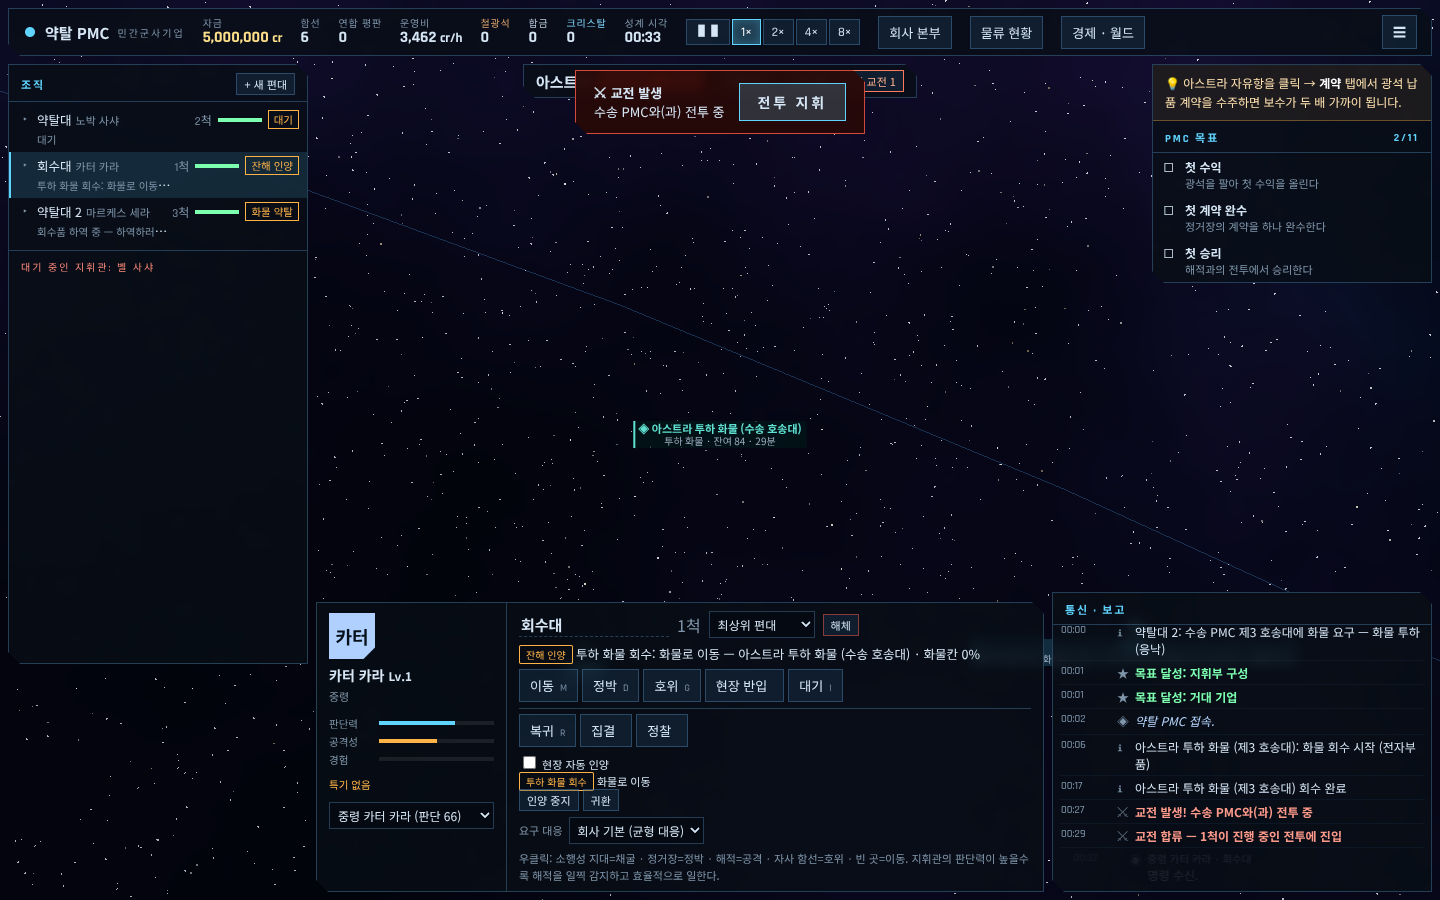 약탈 PMC 민간군사기업
자금 5,000,000 cr
함선 6
연합 평판 0
운영비 3,462 cr/h
철광석 0
합금 0
크리스탈 0
성계 시각 00:33
1× 2× 4× 8×
회사 본부
물류 현황
경제 · 월드
☰
조직
+ 새 편대
약탈대 노박 사샤 2척 대기
대기
회수대 카터 카라 1척 잔해 인양
투하 화물 회수: 화물로 이동…
약탈대 2 마르케스 세라 3척 화물 약탈
회수품 하역 중 — 하역하러…
대기 중인 지휘관: 벨 사샤
아스트
교전 1
⚔ 교전 발생
수송 PMC와(과) 전투 중
전투 지휘
💡 아스트라 자유항을 클릭 → 계약 탭에서 광석 납
품 계약을 수주하면 보수가 두 배 가까이 됩니다.
PMC 목표 2/11
☐ 첫 수익
광석을 팔아 첫 수익을 올린다
☐ 첫 계약 완수
정거장의 계약을 하나 완수한다
☐ 첫 승리
해적과의 전투에서 승리한다
◈ 아스트라 투하 화물 (수송 호송대)
투하 화물 · 잔여 84 · 29분
카터
카터 카라 Lv.1
중령
판단력
공격성
경험
특기 없음
중령 카터 카라 (판단 66)
회수대 1척 최상위 편대 해체
잔해 인양 투하 화물 회수: 화물로 이동 — 아스트라 투하 화물 (수송 호송대) · 화물칸 0%
이동 M 정박 D 호위 G 현장 반입 대기 I
복귀 R 집결 정찰
현장 자동 인양
투하 화물 회수 화물로 이동
인양 중지 귀환
요구 대응 회사 기본 (균형 대응)
우클릭: 소행성 지대=채굴 · 정거장=정박 · 해적=공격 · 자사 함선=호위 · 빈 곳=이동. 지휘관의 판단력이 높을수
록 해적을 일찍 감지하고 효율적으로 일한다.
화
통신 · 보고
00:00 ℹ 약탈대 2: 수송 PMC 제3 호송대에 화물 요구 — 화물 투하
(응낙)
00:01 ★ 목표 달성: 지휘부 구성
00:01 ★ 목표 달성: 거대 기업
00:02 ◈ 약탈 PMC 접속.
00:06 ℹ 아스트라 투하 화물 (제3 호송대): 화물 회수 시작 (전자부
품)
00:17 ℹ 아스트라 투하 화물 (제3 호송대) 회수 완료
00:27 ⚔ 교전 발생! 수송 PMC와(과) 전투 중
00:29 ⚔ 교전 합류 — 1척이 진행 중인 전투에 진입
00:32 ◉ 중령 카터 카라 · 회수대
명령 수신.